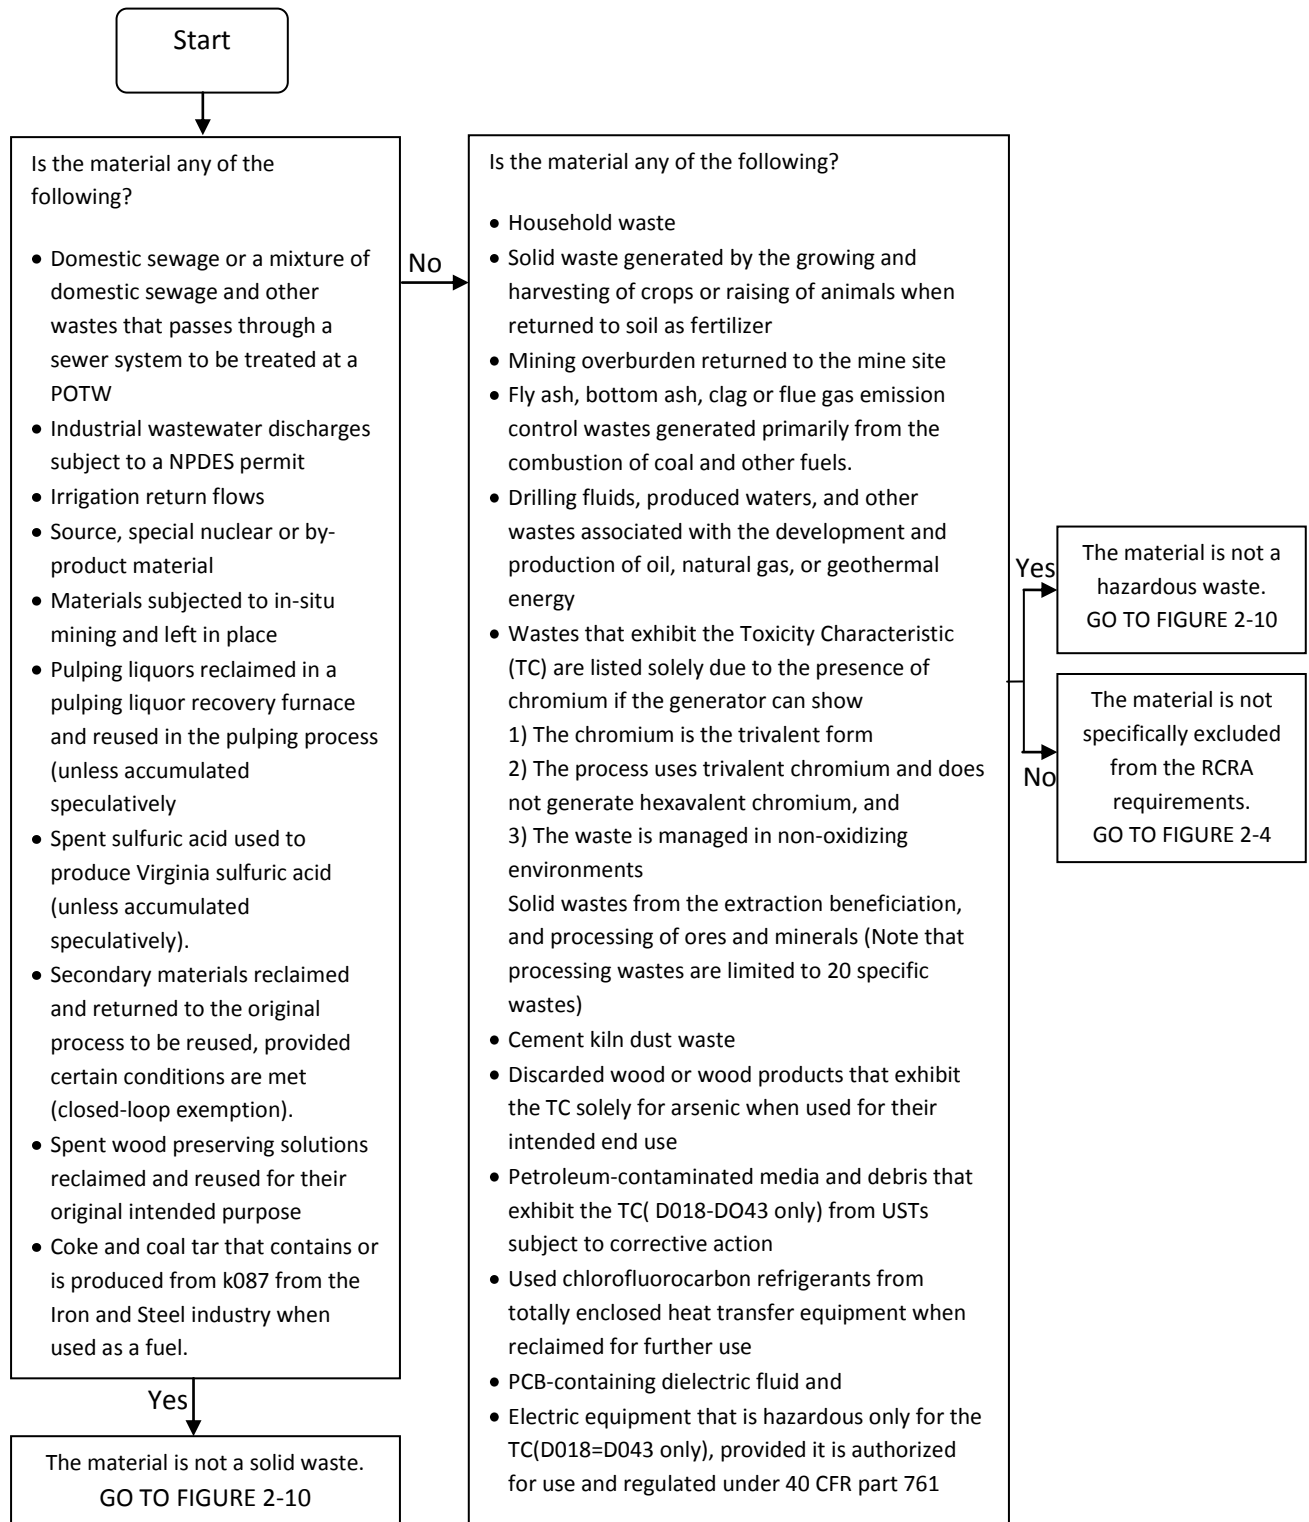 Start
Is the material any of the
following?
• Domestic sewage or a mixture of
domestic sewage and other
wastes that passes through a
sewer system to be treated at a
POTW
• Industrial wastewater discharges
subject to a NPDES permit
• Irrigation return flows
• Source, special nuclear or by-
product material
• Materials subjected to in-situ
mining and left in place
• Pulping liquors reclaimed in a
pulping liquor recovery furnace
and reused in the pulping process
(unless accumulated
speculatively
• Spent sulfuric acid used to
produce Virginia sulfuric acid
(unless accumulated
speculatively).
• Secondary materials reclaimed
and returned to the original
process to be reused, provided
certain conditions are met
(closed-loop exemption).
• Spent wood preserving solutions
reclaimed and reused for their
original intended purpose
• Coke and coal tar that contains or
is produced from k087 from the
Iron and Steel industry when
used as a fuel.
Yes
The material is not a solid waste.
GO TO FIGURE 2-10
No
Is the material any of the following?
• Household waste
• Solid waste generated by the growing and
harvesting of crops or raising of animals when
returned to soil as fertilizer
• Mining overburden returned to the mine site
• Fly ash, bottom ash, clag or flue gas emission
control wastes generated primarily from the
combustion of coal and other fuels.
• Drilling fluids, produced waters, and other
wastes associated with the development and
production of oil, natural gas, or geothermal
energy
• Wastes that exhibit the Toxicity Characteristic
(TC) are listed solely due to the presence of
chromium if the generator can show
1) The chromium is the trivalent form
2) The process uses trivalent chromium and does
not generate hexavalent chromium, and
3) The waste is managed in non-oxidizing
environments
Solid wastes from the extraction beneficiation,
and processing of ores and minerals (Note that
processing wastes are limited to 20 specific
wastes)
• Cement kiln dust waste
• Discarded wood or wood products that exhibit
the TC solely for arsenic when used for their
intended end use
• Petroleum-contaminated media and debris that
exhibit the TC( D018-DO43 only) from USTs
subject to corrective action
• Used chlorofluorocarbon refrigerants from
totally enclosed heat transfer equipment when
reclaimed for further use
• PCB-containing dielectric fluid and
• Electric equipment that is hazardous only for the
TC(D018=D043 only), provided it is authorized
for use and regulated under 40 CFR part 761
Yes
The material is not a
hazardous waste.
GO TO FIGURE 2-10
No
The material is not
specifically excluded
from the RCRA
requirements.
GO TO FIGURE 2-4